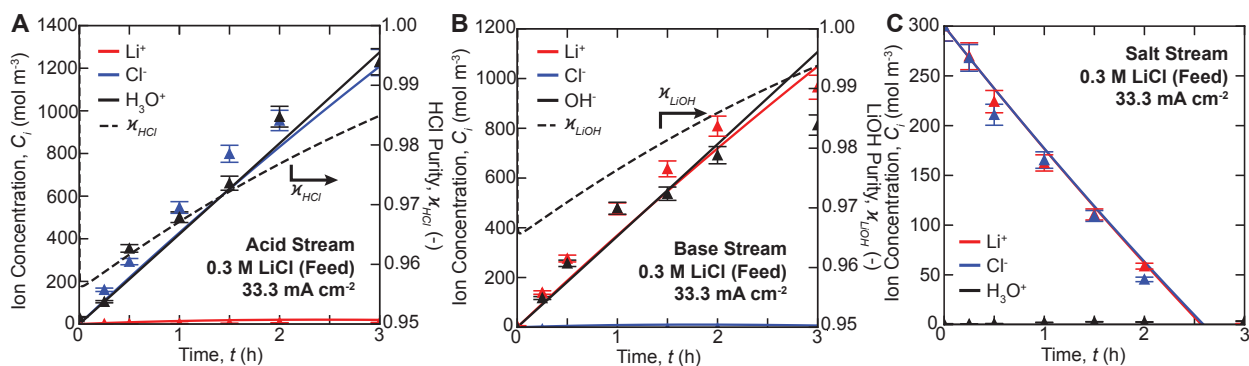 A
Ion Concentration, Cᵢ (mol m⁻³)
1400
1200
1000
800
600
400
200
0
Li⁺
Cl⁻
H₃O⁺
ϰ_HCl
ϰ_HCl
Acid Stream
0.3 M LiCl (Feed)
33.3 mA cm⁻²
1.00
0.99
0.98
0.97
0.96
0.95
HCl Purity, ϰ_HCl (-)
0 1 2 3
Time, t (h)
B
Ion Concentration, Cᵢ (mol m⁻³)
1200
1000
800
600
400
200
0
Li⁺
Cl⁻
OH⁻
ϰ_LiOH
ϰ_LiOH
Base Stream
0.3 M LiCl (Feed)
33.3 mA cm⁻²
1.00
0.99
0.98
0.97
0.96
0.95
LiOH Purity, ϰ_LiOH (-)
0 1 2 3
Time, t (h)
C
Ion Concentration, Cᵢ (mol m⁻³)
300
250
200
150
100
50
0
Salt Stream
0.3 M LiCl (Feed)
33.3 mA cm⁻²
Li⁺
Cl⁻
H₃O⁺
0 1 2 3
Time, t (h)